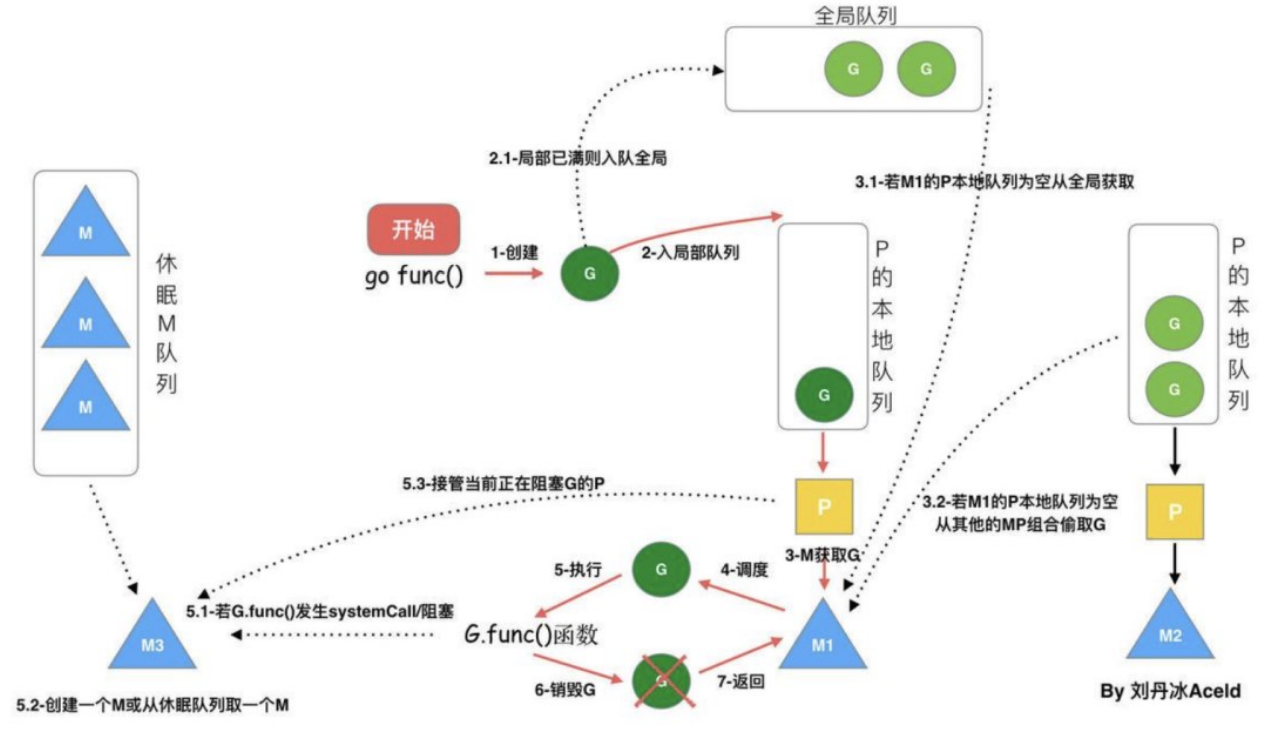 全局队列
G
G
2.1-局部已满则入队全局
3.1-若M1的P本地队列为空从全局获取
开始
go func()
1-创建
G
2-入局部队列
M
M
M
休眠M队列
P的本地队列
G
P的本地队列
G
G
5.3-接管当前正在阻塞G的P
P
3.2-若M1的P本地队列为空
从其他的MP组合偷取G
P
3-M获取G
5-执行
G
4-调度
5.1-若G.func()发生systemCall/阻塞
G.func()函数
M3
M1
M2
6-销毁G
G
7-返回
5.2-创建一个M或从休眠队列取一个M
By 刘丹冰Aceld